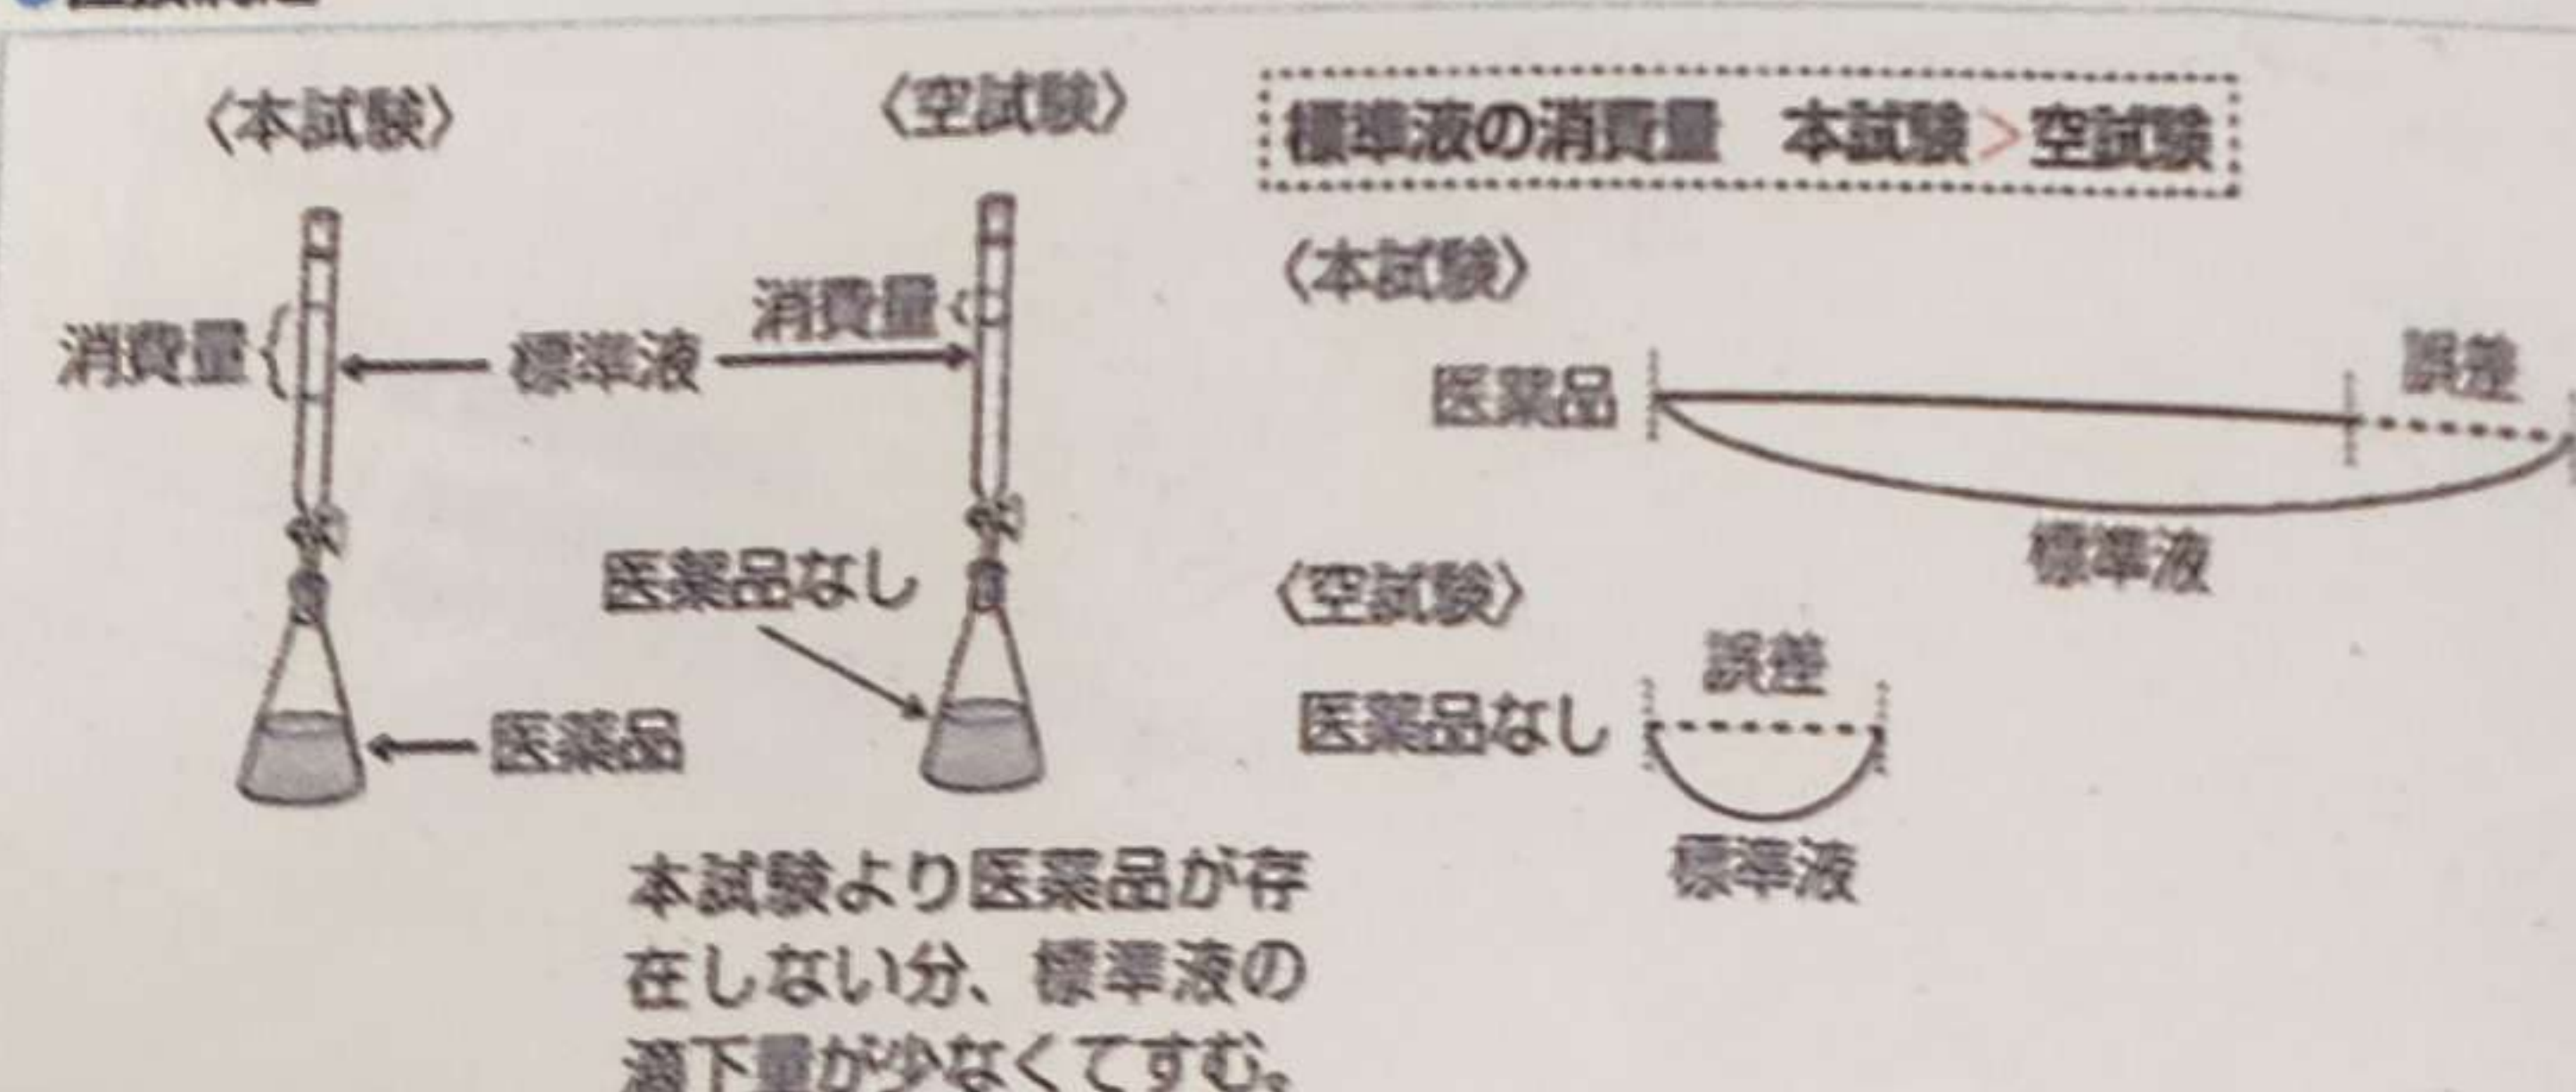 〈本試験〉
〈空試験〉
消費量
標準液
消費量
医薬品なし
医薬品
本試験より医薬品が存
在しない分、標準液の
滴下量が少なくてすむ。
標準液の消費量 本試験>空試験
〈本試験〉
医薬品
誤差
標準液
〈空試験〉
誤差
医薬品なし
標準液